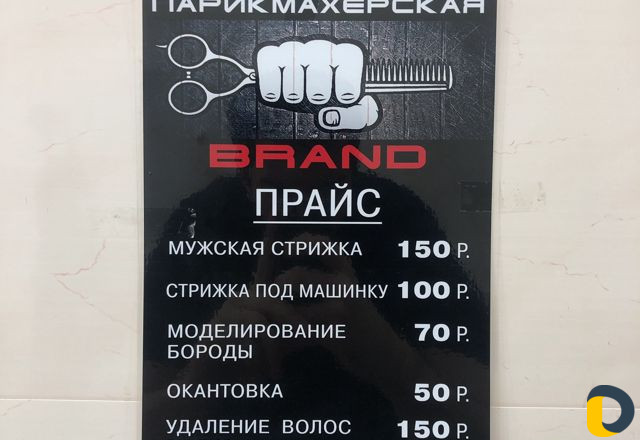 ПАРИКМАХЕРСКАЯ
BRAND
ПРАЙС
МУЖСКАЯ СТРИЖКА 150 Р.
СТРИЖКА ПОД МАШИНКУ 100 Р.
МОДЕЛИРОВАНИЕ 70 Р.
БОРОДЫ
ОКАНТОВКА 50 Р.
УДАЛЕНИЕ ВОЛОС 150 Р.